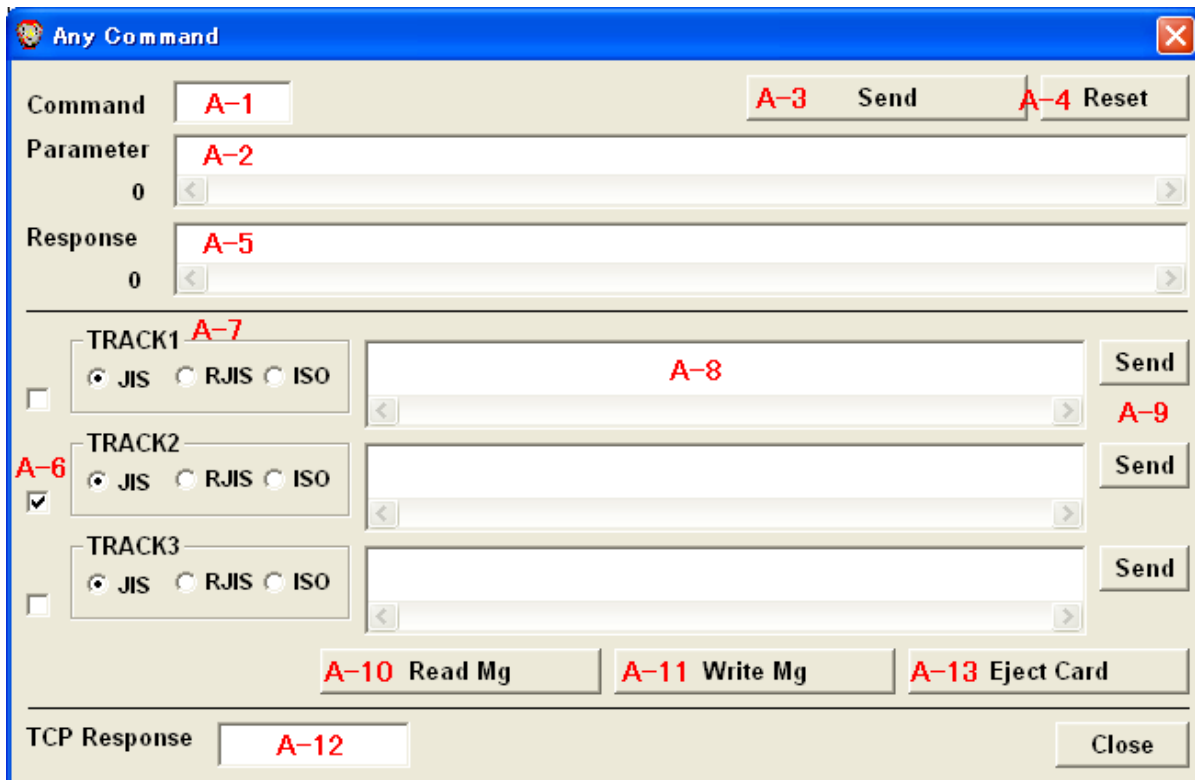 Any Command
Command A-1 A-3 Send A-4 Reset
Parameter A-2
0
Response A-5
0
TRACK1 A-7
JIS RJIS ISO A-8 Send
A-9
TRACK2
A-6 JIS RJIS ISO Send
TRACK3
JIS RJIS ISO Send
A-10 Read Mg A-11 Write Mg A-13 Eject Card
TCP Response A-12 Close